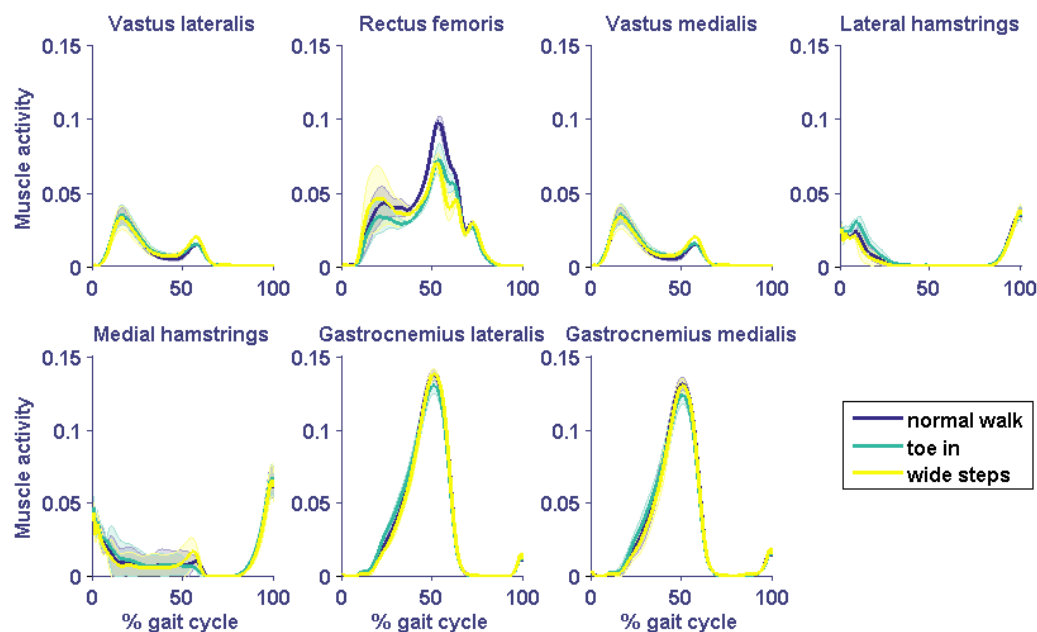 Vastus lateralis
Rectus femoris
Vastus medialis
Lateral hamstrings
0.15
0.1
0.05
0
Muscle activity
0 50 100
0.15
0.1
0.05
0
0 50 100
0.15
0.1
0.05
0
0 50 100
0.15
0.1
0.05
0
0 50 100
Medial hamstrings
Gastrocnemius lateralis
Gastrocnemius medialis
0.15
0.1
0.05
0
Muscle activity
0 50 100
% gait cycle
0.15
0.1
0.05
0
0 50 100
% gait cycle
0.15
0.1
0.05
0
0 50 100
% gait cycle
normal walk
toe in
wide steps